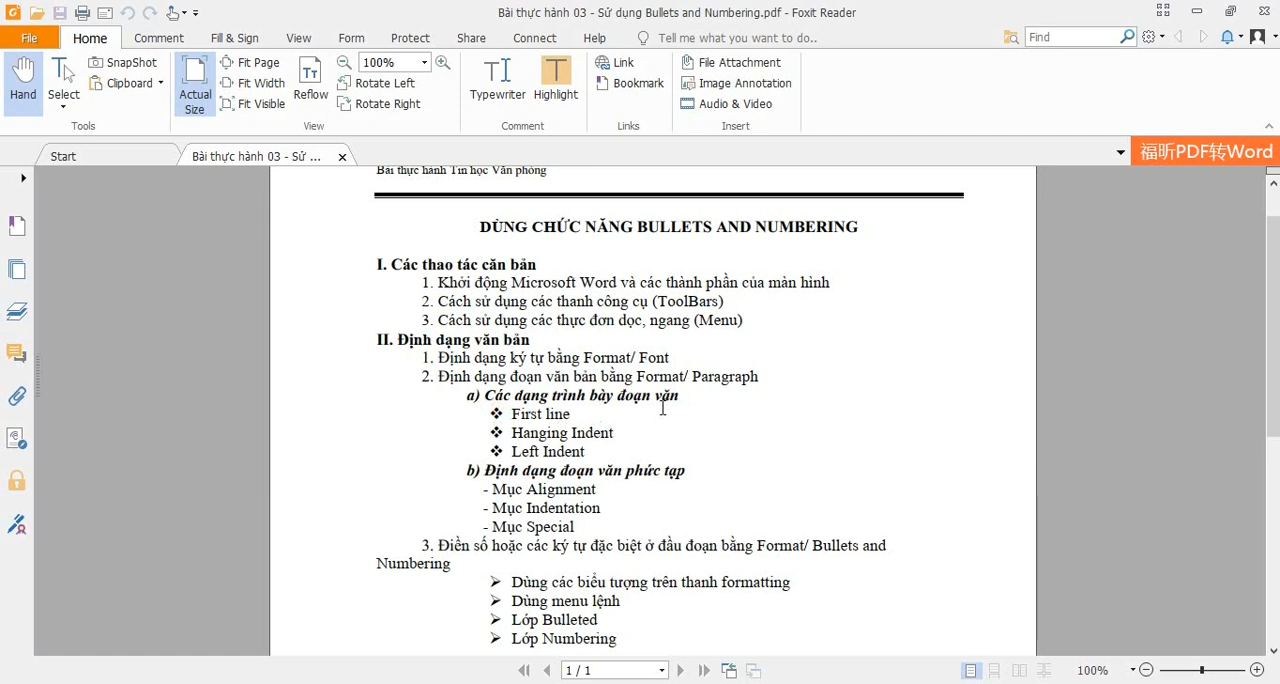 Bài thực hành 03 - Sử dụng Bullets and Numbering.pdf - Foxit Reader
File Home Comment Fill & Sign View Form Protect Share Connect Help Tell me what you want to do.. Find
Hand
Select
SnapShot
Clipboard
Tools
Actual Size
Fit Page
Fit Width
Fit Visible
Reflow
100%
Rotate Left
Rotate Right
View
Typewriter
Highlight
Comment
Link
Bookmark
Links
File Attachment
Image Annotation
Audio & Video
Insert
Start
Bài thực hành 03 - Sử ...
福昕PDF转Word
Bài thực hành Tin học Văn phòng
DÙNG CHỨC NĂNG BULLETS AND NUMBERING
I. Các thao tác căn bản
1. Khởi động Microsoft Word và các thành phần của màn hình
2. Cách sử dụng các thanh công cụ (ToolBars)
3. Cách sử dụng các thực đơn dọc, ngang (Menu)
II. Định dạng văn bản
1. Định dạng ký tự bằng Format/ Font
2. Định dạng đoạn văn bản bằng Format/ Paragraph
a) Các dạng trình bày đoạn văn
❖ First line
❖ Hanging Indent
❖ Left Indent
b) Định dạng đoạn văn phức tạp
- Mục Alignment
- Mục Indentation
- Mục Special
3. Điền số hoặc các ký tự đặc biệt ở đầu đoạn bằng Format/ Bullets and
Numbering
➢ Dùng các biểu tượng trên thanh formatting
➢ Dùng menu lệnh
➢ Lớp Bulleted
➢ Lớp Numbering
1 / 1
100%